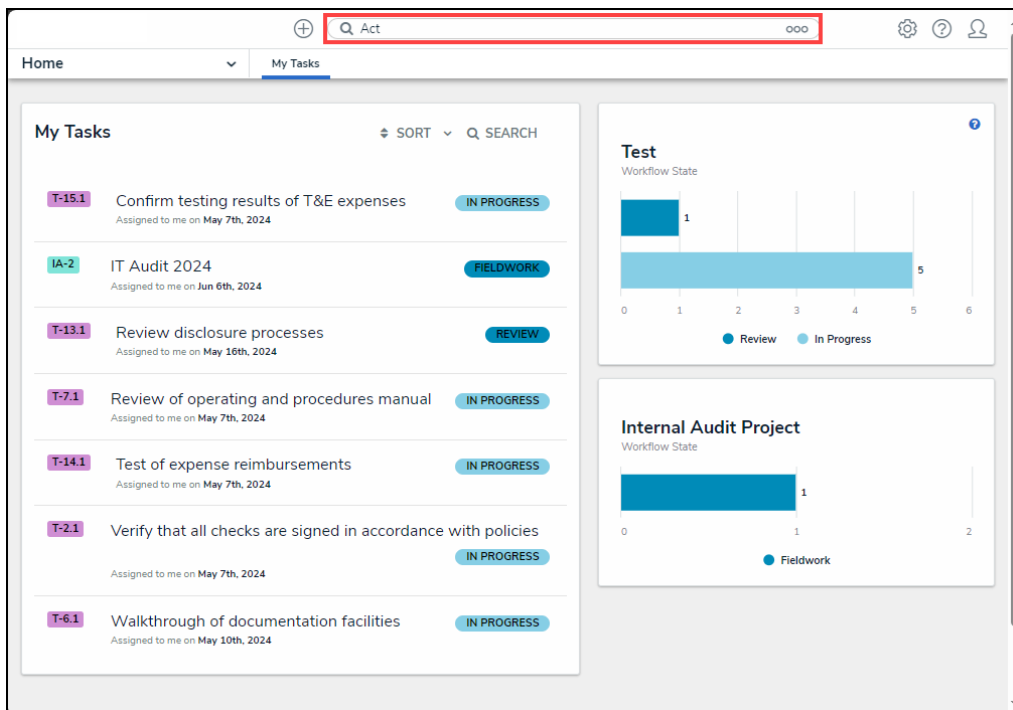 Act
Home
My Tasks
My Tasks
SORT
SEARCH
T-15.1 Confirm testing results of T&E expenses IN PROGRESS
Assigned to me on May 7th, 2024
IA-2 IT Audit 2024 FIELDWORK
Assigned to me on Jun 6th, 2024
T-13.1 Review disclosure processes REVIEW
Assigned to me on May 16th, 2024
T-7.1 Review of operating and procedures manual IN PROGRESS
Assigned to me on May 7th, 2024
T-14.1 Test of expense reimbursements IN PROGRESS
Assigned to me on May 7th, 2024
T-2.1 Verify that all checks are signed in accordance with policies
IN PROGRESS
Assigned to me on May 7th, 2024
T-6.1 Walkthrough of documentation facilities IN PROGRESS
Assigned to me on May 10th, 2024
Test
Workflow State
1
5
0 1 2 3 4 5 6
Review In Progress
Internal Audit Project
Workflow State
1
0 1 2
Fieldwork